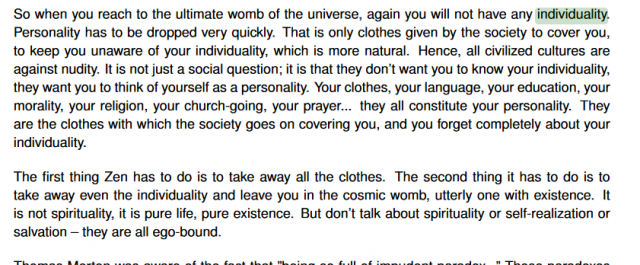 So when you reach to the ultimate womb of the universe, again you will not have any individuality.
Personality has to be dropped very quickly. That is only clothes given by the society to cover you,
to keep you unaware of your individuality, which is more natural. Hence, all civilized cultures are
against nudity. It is not just a social question; it is that they don't want you to know your individuality,
they want you to think of yourself as a personality. Your clothes, your language, your education, your
morality, your religion, your church-going, your prayer... they all constitute your personality. They
are the clothes with which the society goes on covering you, and you forget completely about your
individuality.
The first thing Zen has to do is to take away all the clothes. The second thing it has to do is to
take away even the individuality and leave you in the cosmic womb, utterly one with existence. It
is not spirituality, it is pure life, pure existence. But don't talk about spirituality or self-realization or
salvation – they are all ego-bound.